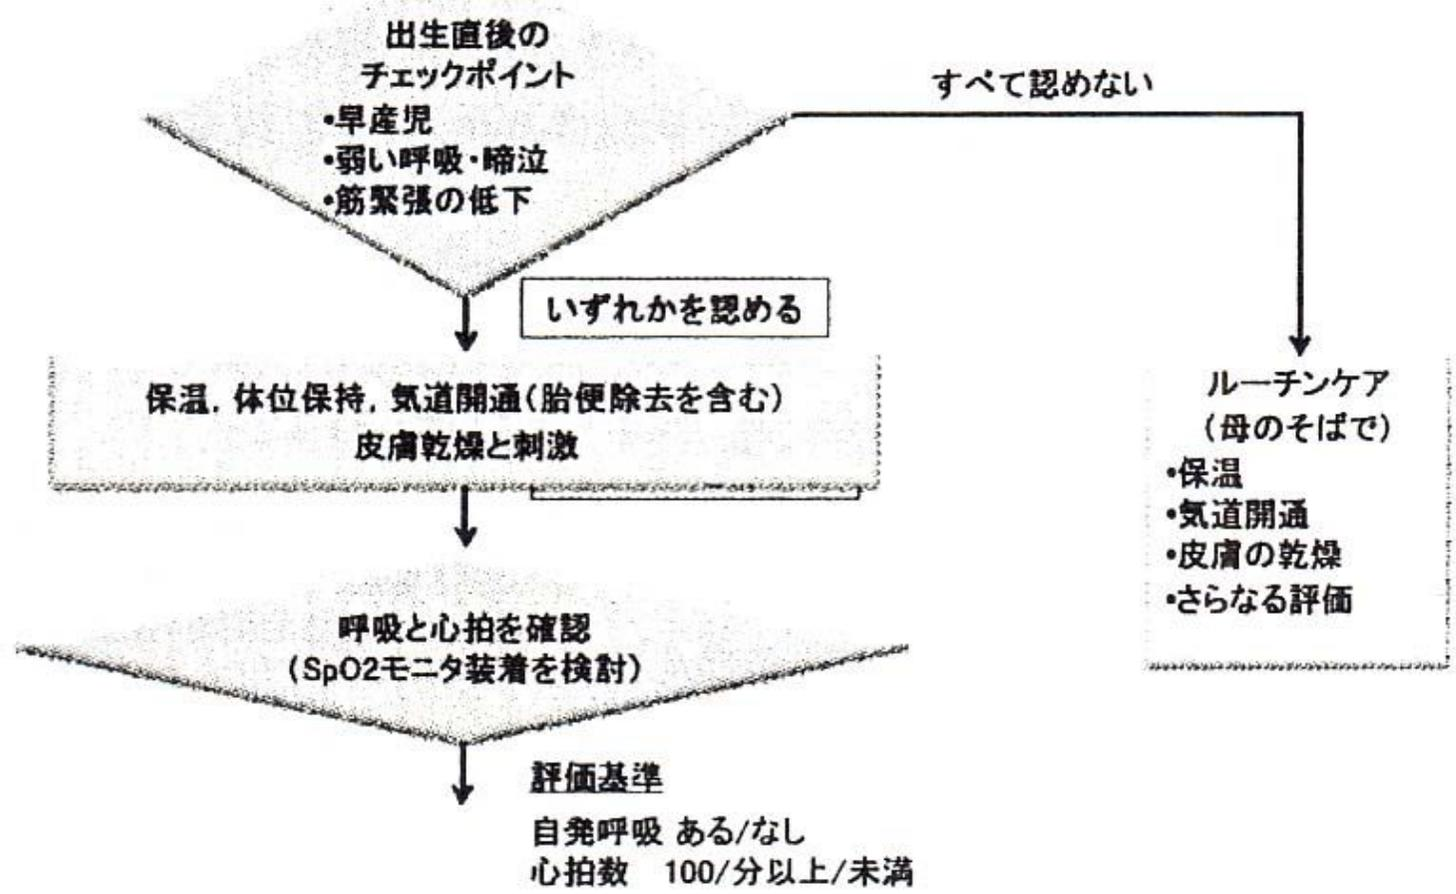 出生直後の
チェックポイント
•早産児
•弱い呼吸・啼泣
•筋緊張の低下
すべて認めない
いずれかを認める
保温, 体位保持, 気道開通(胎便除去を含む)
皮膚乾燥と刺激
ルーチンケア
(母のそばで)
•保温
•気道開通
•皮膚の乾燥
•さらなる評価
呼吸と心拍を確認
(SpO2モニタ装着を検討)
評価基準
自発呼吸 ある/なし
心拍数 100/分以上/未満